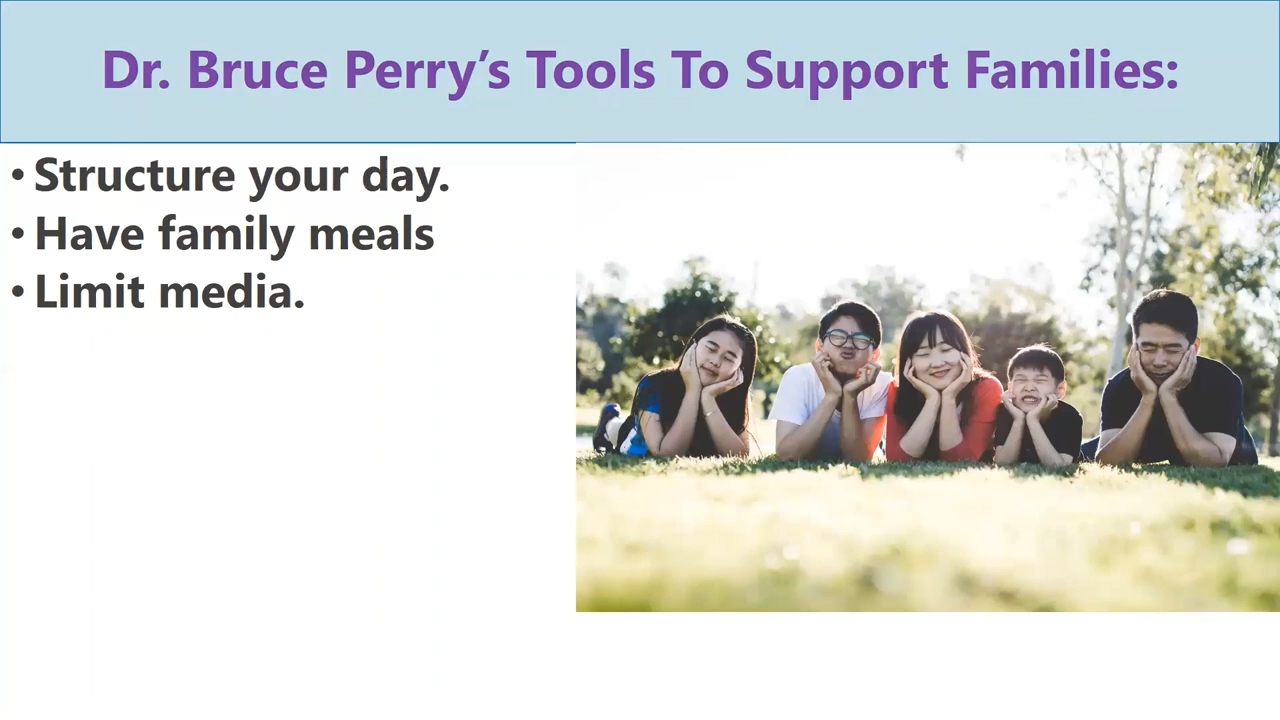 Dr. Bruce Perry’s Tools To Support Families:
• Structure your day.
• Have family meals
• Limit media.